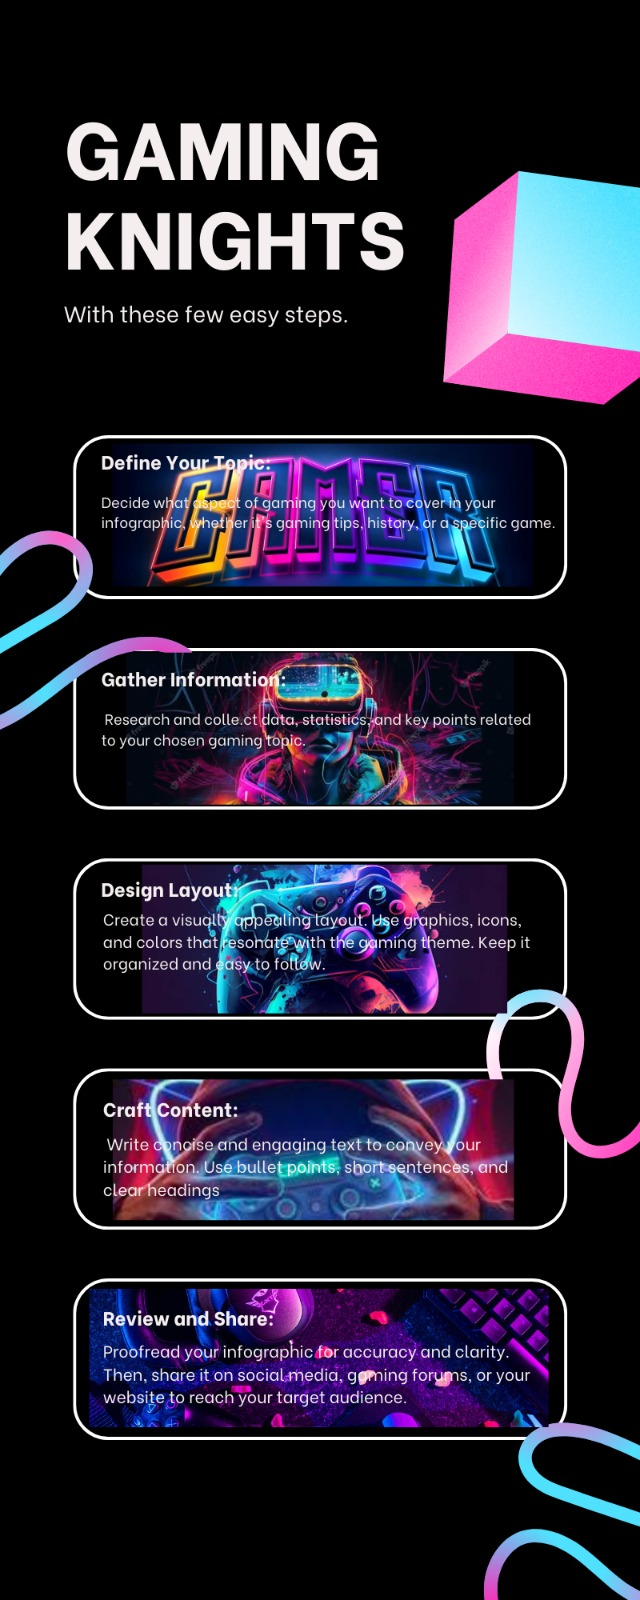 GAMING
KNIGHTS
With these few easy steps.
Define Your Topic:
GAMER
Decide what aspect of gaming you want to cover in your
infographic, whether it's gaming tips, history, or a specific game.
Gather Information:
Research and colle.ct data, statistics, and key points related
to your chosen gaming topic.
Design Layout:
Create a visually appealing layout. Use graphics, icons,
and colors that resonate with the gaming theme. Keep it
organized and easy to follow.
Craft Content:
Write concise and engaging text to convey your
information. Use bullet points, short sentences, and
clear headings
Review and Share:
Proofread your infographic for accuracy and clarity.
Then, share it on social media, gaming forums, or your
website to reach your target audience.